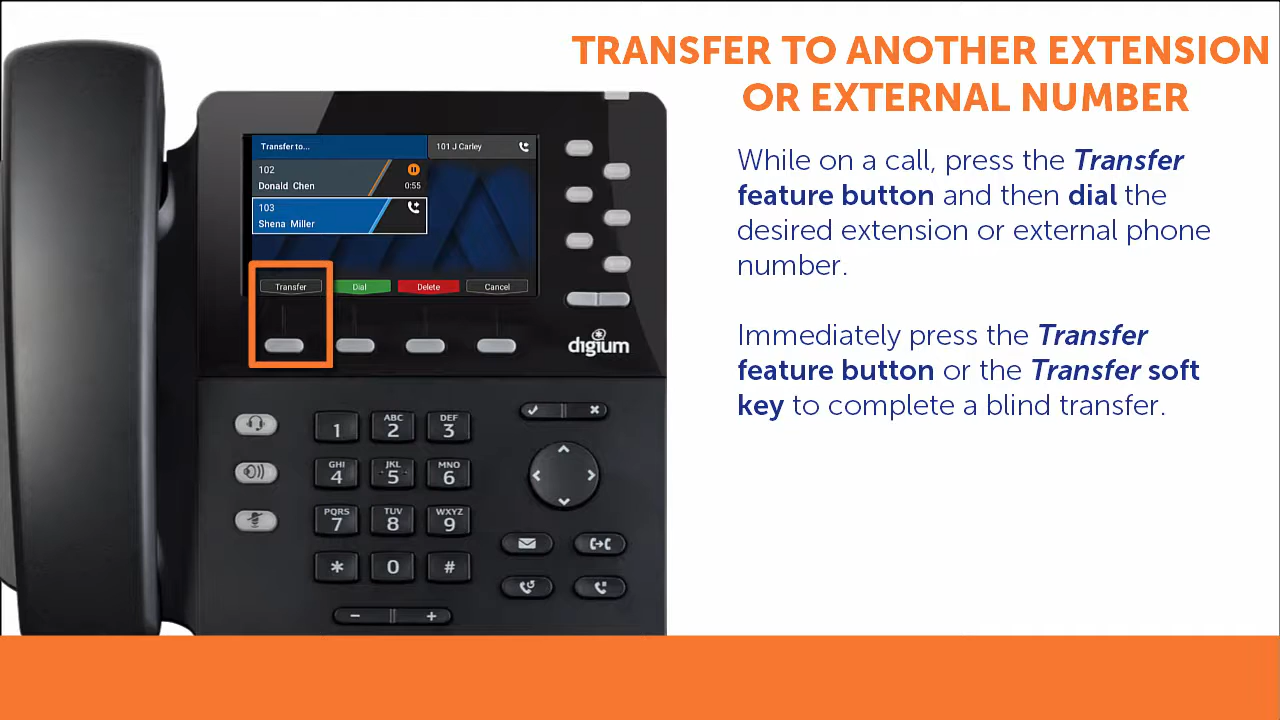 TRANSFER TO ANOTHER EXTENSION
OR EXTERNAL NUMBER
While on a call, press the Transfer
feature button and then dial the
desired extension or external phone
number.
Immediately press the Transfer
feature button or the Transfer soft
key to complete a blind transfer.
Transfer to...
101 J Carley
102
Donald Chen
0:55
103
Shena Miller
Transfer
Dial
Delete
Cancel
digium
1
ABC
2
DEF
3
GHI
4
JKL
5
MNO
6
PQRS
7
TUV
8
WXYZ
9
*
0
#
− +